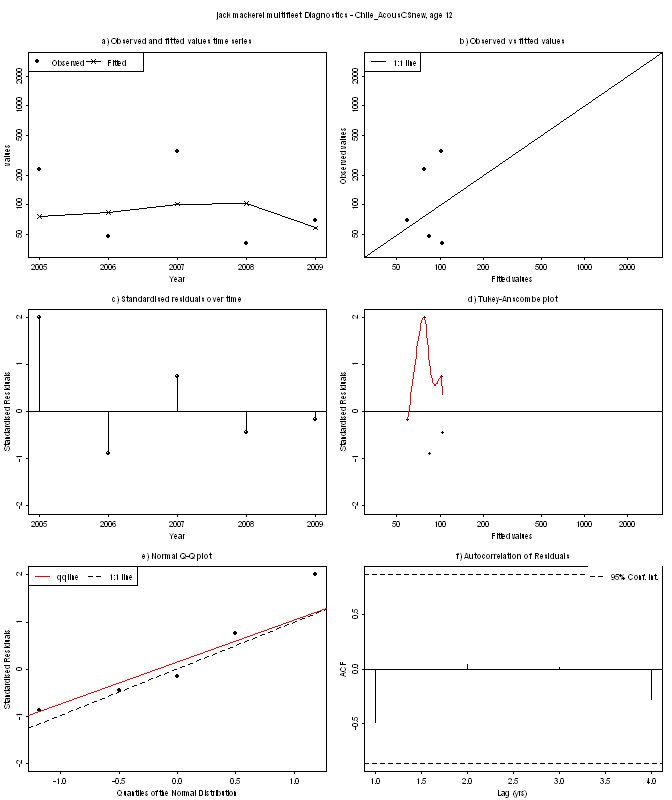 jack mackerel multifleet Diagnostics - Chile_AcousCSnew, age 12
a) Observed and fitted values time series
Observed Fitted
values
50 100 200 500 1000 2000
2005 2006 2007 2008 2009
Year
b) Observed vs fitted values
1:1 line
Observed values
50 100 200 500 1000 2000
50 100 200 500 1000 2000
Fitted values
c) Standardised residuals over time
Standardised Residuals
-2 -1 0 1 2
2005 2006 2007 2008 2009
Year
d) Tukey-Anscombe plot
Standardised Residuals
-2 -1 0 1 2
50 100 200 500 1000 2000
Fitted values
e) Normal Q-Q plot
qq line 1:1 line
Standardised Residuals
-2 -1 0 1 2
-1.0 -0.5 0.0 0.5 1.0
Quantiles of the Normal Distribution
f) Autocorrelation of Residuals
95% Conf. Int.
ACF
-0.5 0.0 0.5
1.0 1.5 2.0 2.5 3.0 3.5 4.0
Lag (yrs)